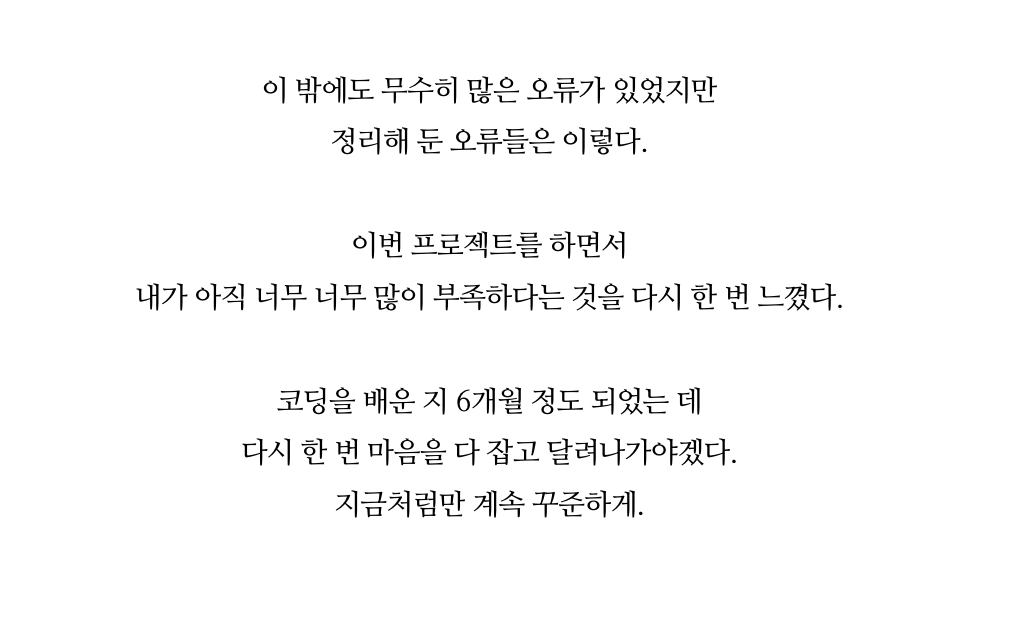 이 밖에도 무수히 많은 오류가 있었지만
정리해 둔 오류들은 이렇다.
이번 프로젝트를 하면서
내가 아직 너무 너무 많이 부족하다는 것을 다시 한 번 느꼈다.
코딩을 배운 지 6개월 정도 되었는 데
다시 한 번 마음을 다 잡고 달려나가야겠다.
지금처럼만 계속 꾸준하게.